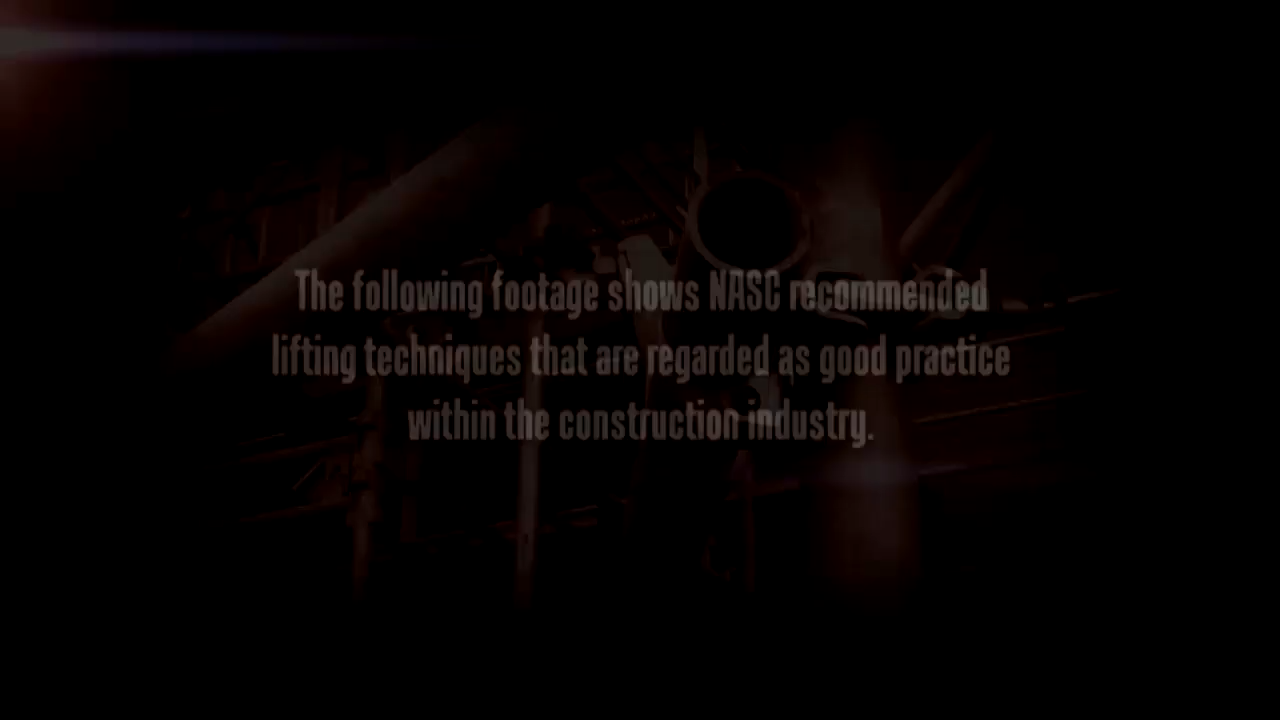 The following footage shows NASC recommended
lifting techniques that are regarded as good practice
within the construction industry.